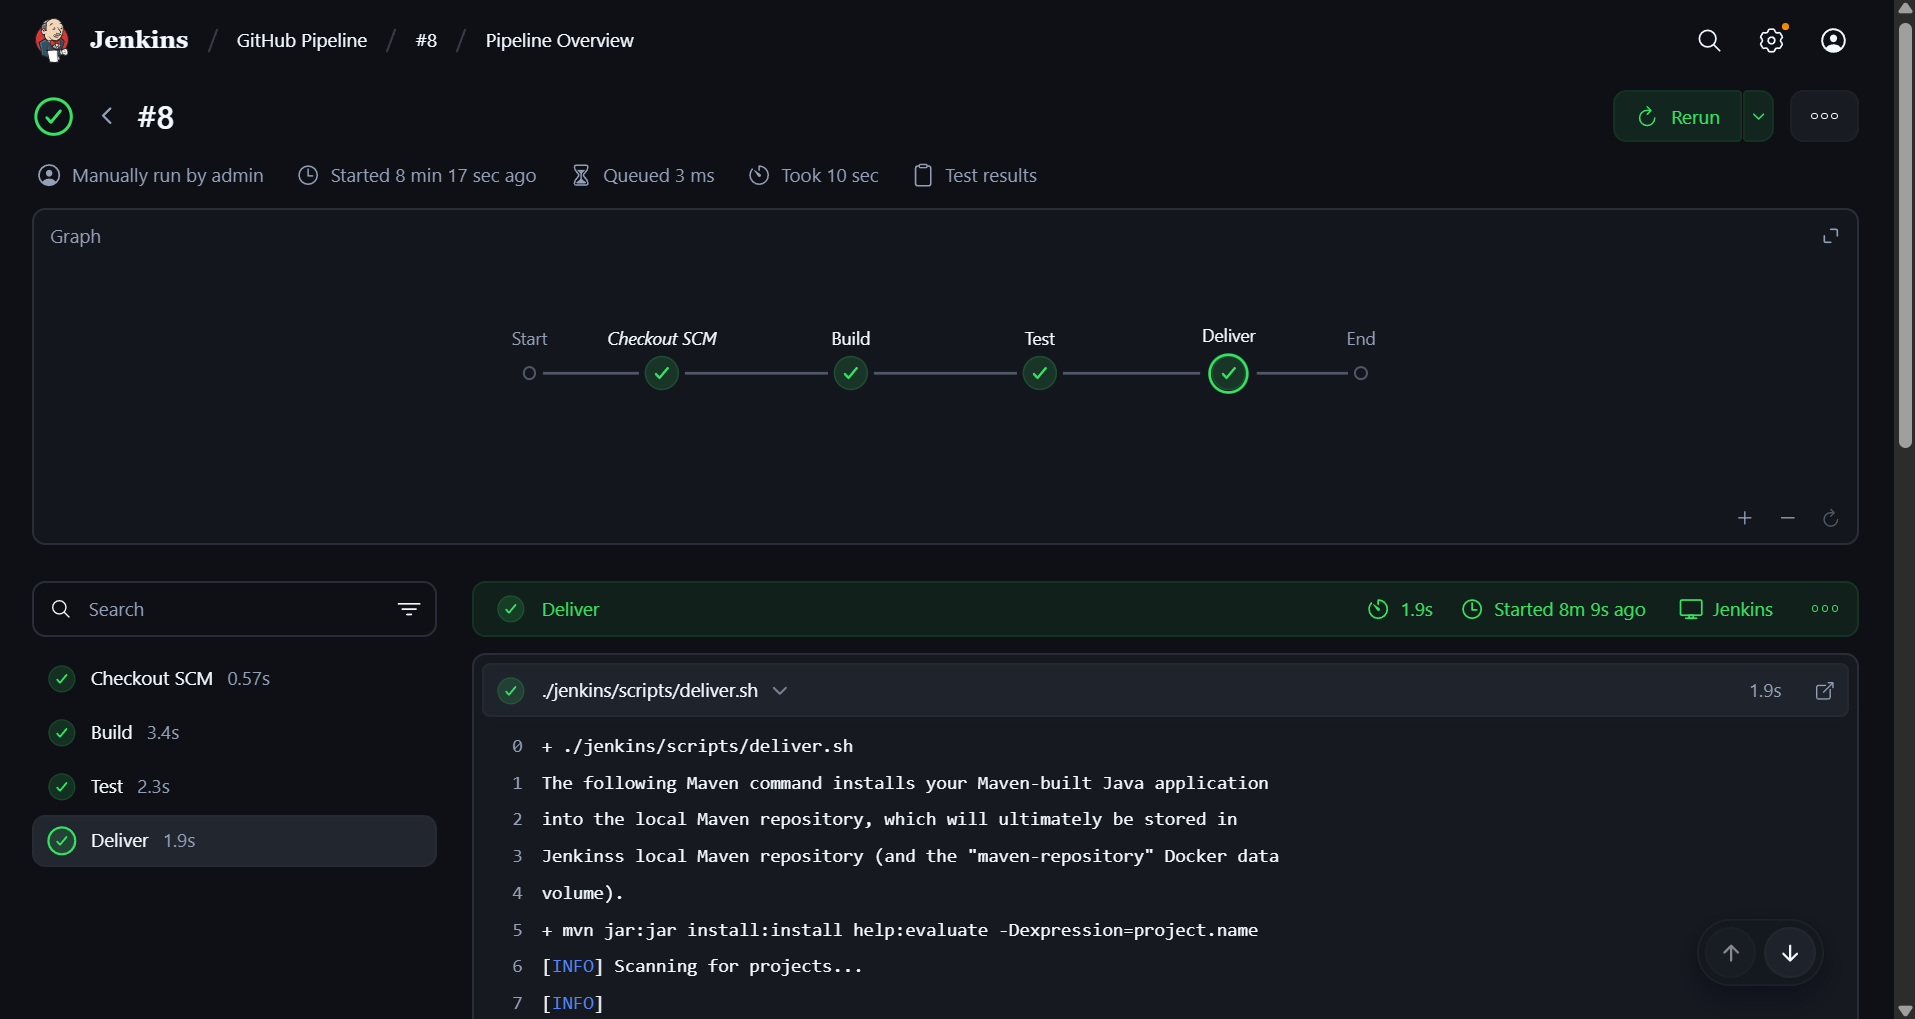 Jenkins / GitHub Pipeline / #8 / Pipeline Overview
#8
Rerun
Manually run by admin Started 8 min 17 sec ago Queued 3 ms Took 10 sec Test results
Graph
Start Checkout SCM Build Test Deliver End
Search
Checkout SCM 0.57s
Build 3.4s
Test 2.3s
Deliver 1.9s
Deliver 1.9s Started 8m 9s ago Jenkins
./jenkins/scripts/deliver.sh 1.9s
0 + ./jenkins/scripts/deliver.sh
1 The following Maven command installs your Maven-built Java application
2 into the local Maven repository, which will ultimately be stored in
3 Jenkinss local Maven repository (and the "maven-repository" Docker data
4 volume).
5 + mvn jar:jar install:install help:evaluate -Dexpression=project.name
6 [INFO] Scanning for projects...
7 [INFO]